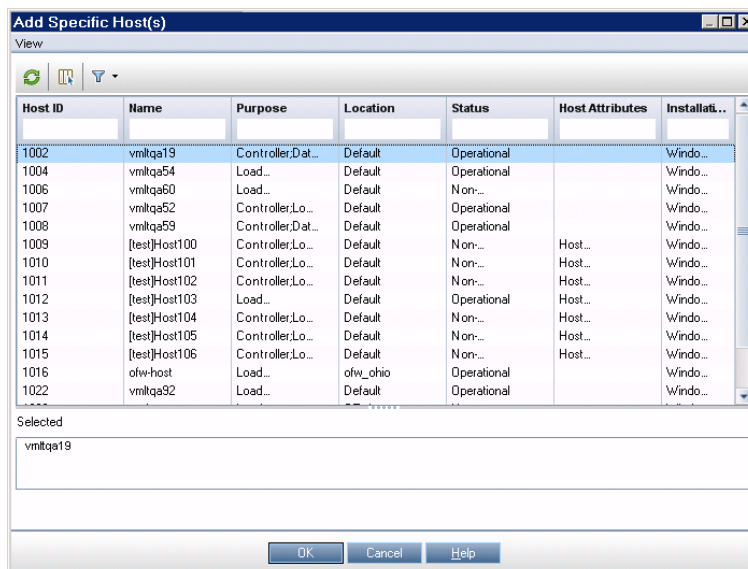 Add Specific Host(s)
View
Host ID Name Purpose Location Status Host Attributes Installati...
1002 vmltqa19 Controller;Dat... Default Operational Windo...
1004 vmltqa54 Load... Default Operational Windo...
1006 vmltqa60 Load... Default Non-... Windo...
1007 vmltqa52 Controller;Lo... Default Operational Windo...
1008 vmltqa59 Controller;Dat... Default Operational Windo...
1009 [test]Host100 Controller;Lo... Default Non-... Host... Windo...
1010 [test]Host101 Controller;Lo... Default Non-... Host... Windo...
1011 [test]Host102 Controller;Lo... Default Non-... Host... Windo...
1012 [test]Host103 Load... Default Operational Host... Windo...
1013 [test]Host104 Controller;Lo... Default Non-... Host... Windo...
1014 [test]Host105 Controller;Lo... Default Non-... Host... Windo...
1015 [test]Host106 Controller;Lo... Default Non-... Host... Windo...
1016 ofw-host Load... ofw_ohio Operational Windo...
1022 vmltqa92 Load... Default Operational Windo...
Selected
vmltqa19
OK Cancel Help